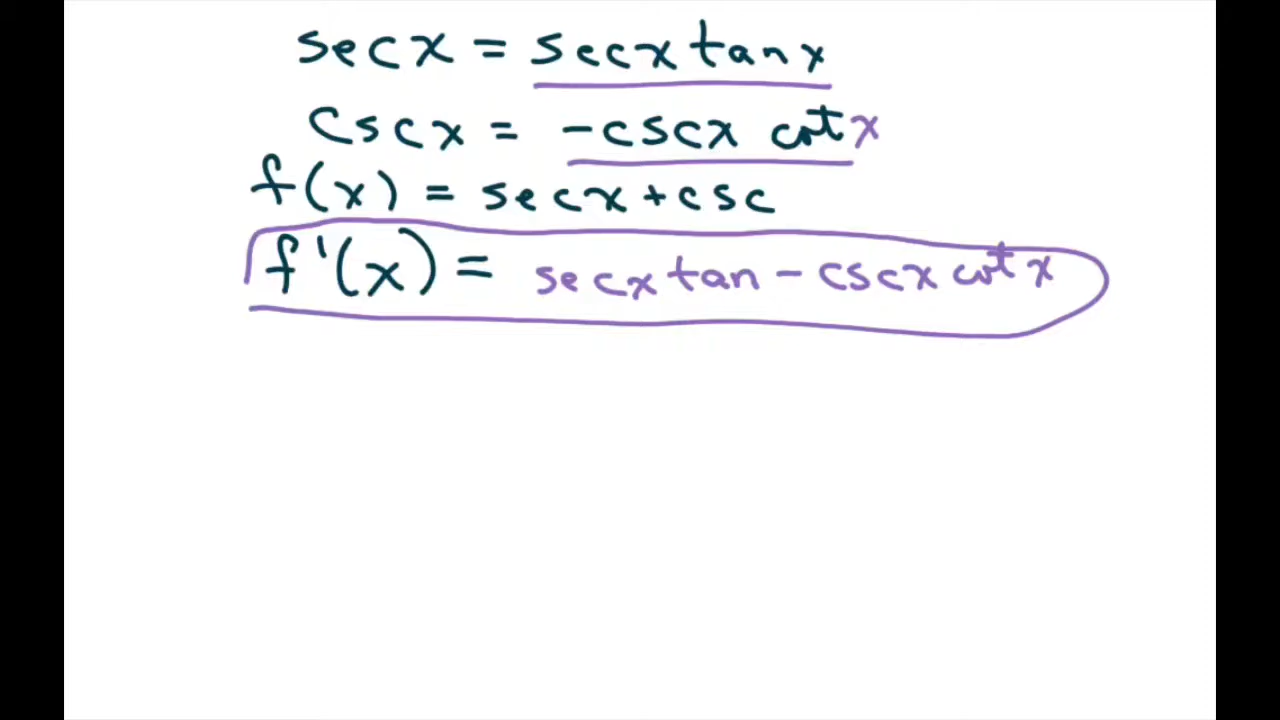 sec x = sec x tan x
csc x = -csc x cot x
f(x) = sec x + csc
f'(x) = sec x tan - csc x cot x